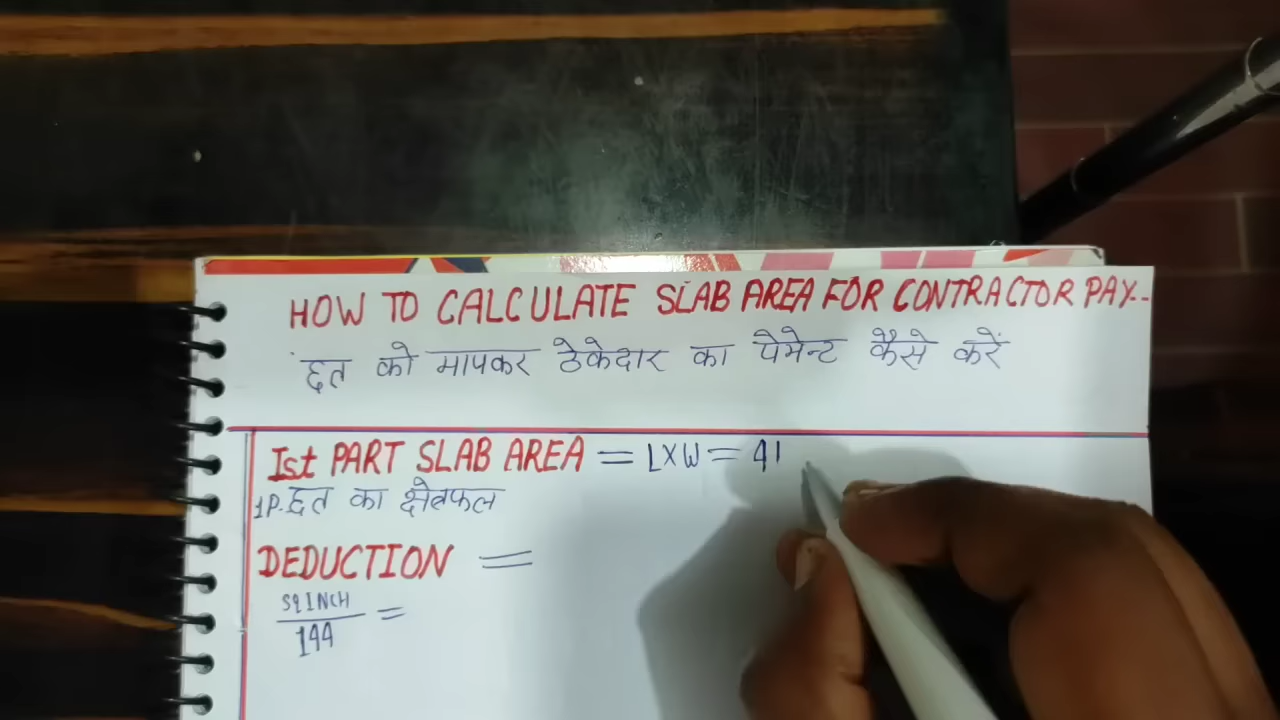 HOW TO CALCULATE SLAB AREA FOR CONTRACTOR PAY..
छत को मापकर ठेकेदार का पेमेन्ट कैसे करें
Ist PART SLAB AREA = LXW = 41
1P. छत का क्षेत्रफल
DEDUCTION =
SQ INCH
144 =